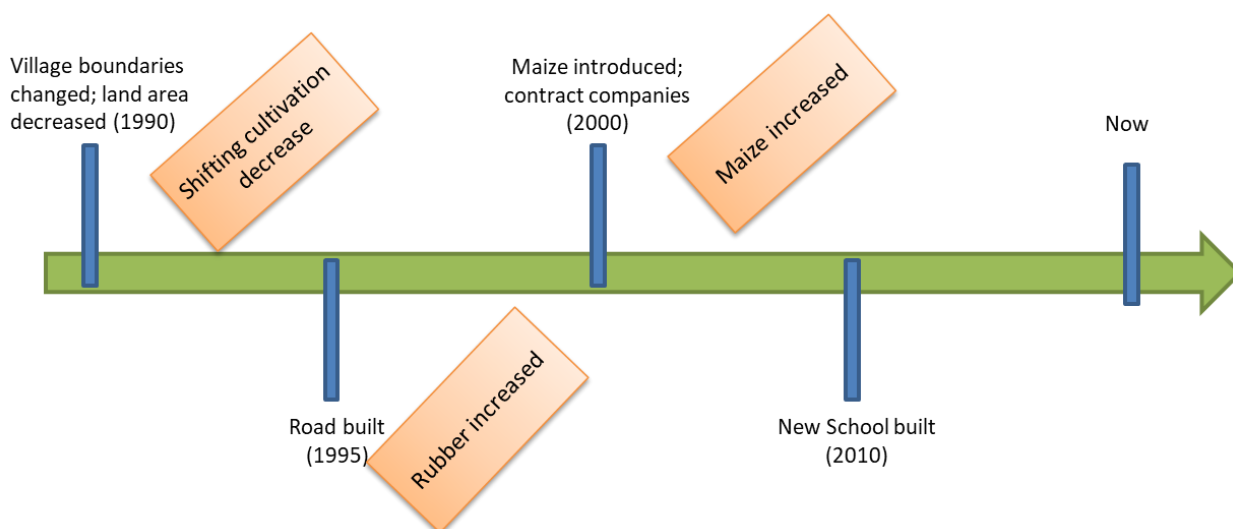 Village boundaries
changed; land area
decreased (1990)
Shifting cultivation
decrease
Maize introduced;
contract companies
(2000)
Maize increased
Now
Road built
(1995)
Rubber increased
New School built
(2010)